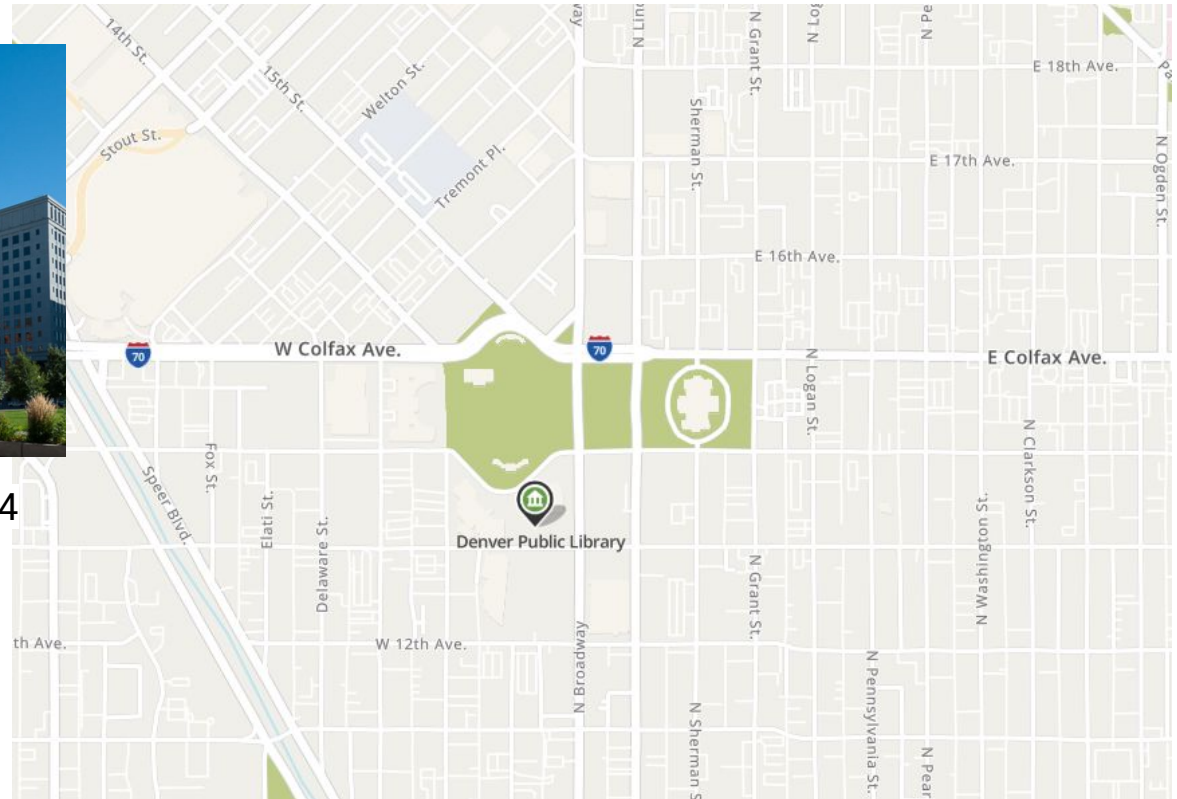 14th St.
15th St.
Welton St.
Stout St.
Tremont Pl.
N Grant St.
E 18th Ave.
Sherman St.
E 17th Ave.
N Ogden St.
E 16th Ave.
70
W Colfax Ave.
70
E Colfax Ave.
N Logan St.
N Clarkson St.
Fox St.
Speer Blvd.
4
Elati St.
Delaware St.
Denver Public Library
N Washington St.
N Grant St.
th Ave.
W 12th Ave.
N Broadway
N Pennsylvania St.
N Sherman S
N Pear